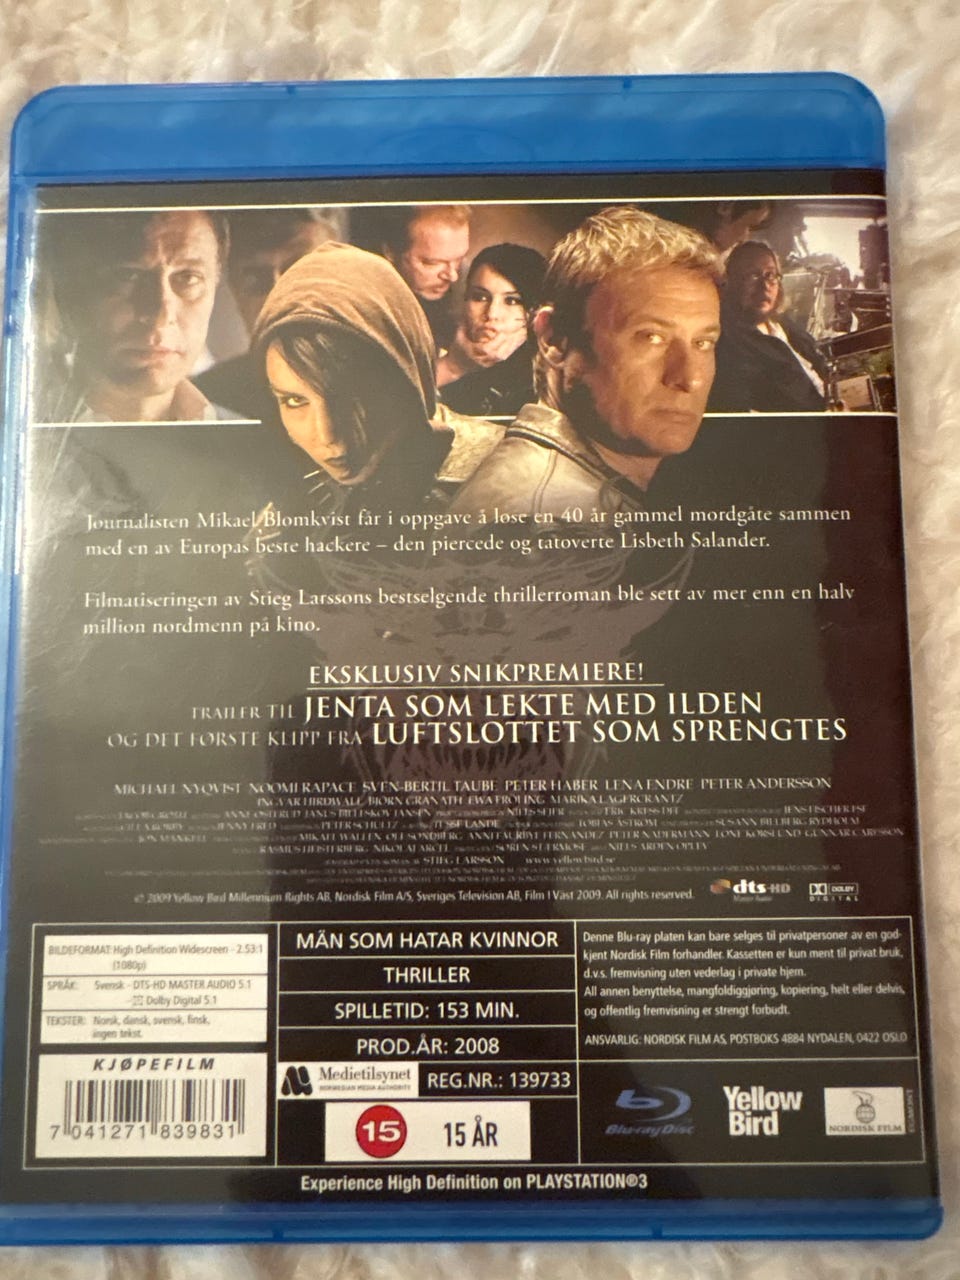 Journalisten Mikael Blomkvist får i oppgave å løse en 40 år gammel mordgåte sammen
med en av Europas beste hackere – den piercede og tatoverte Lisbeth Salander.
Filmatiseringen av Stieg Larssons bestselgende thrillerroman ble sett av mer enn en halv
million nordmenn på kino.
EKSKLUSIV SNIKPREMIERE!
TRAILER TIL JENTA SOM LEKTE MED ILDEN
OG DET FØRSTE KLIPP FRA LUFTSLOTTET SOM SPRENGTES
MICHAEL NYQVIST NOOMI RAPACE SVEN-BERTIL TAUBE PETER HABER LENA ENDRE PETER ANDERSSON
INGVAR HIRDWALL BJÖRN GRANATH EWA FRÖLING MARIKA LAGERCRANTZ
STIEG LARSSON www.yellowbird.se
© 2009 Yellow Bird Millennium Rights AB, Nordisk Film A/S, Sveriges Television AB, Film I Väst 2009. All rights reserved.
dts-HD
Master Audio
DOLBY
DIGITAL
BILDEFORMAT: High Definition Widescreen - 2.53:1
(1080p)
SPRÅK: Svensk - DTS-HD MASTER AUDIO 5.1
- Dolby Digital 5.1
TEKSTER: Norsk, dansk, svensk, finsk,
ingen tekst.
KJØPEFILM
7 041271 839831
MÄN SOM HATAR KVINNOR
THRILLER
SPILLETID: 153 MIN.
PROD.ÅR: 2008
Medietilsynet
NORWEGIAN MEDIA AUTHORITY
REG.NR.: 139733
15 15 ÅR
Denne Blu-ray platen kan bare selges til privatpersoner av en god-
kjent Nordisk Film forhandler. Kassetten er kun ment til privat bruk,
d.v.s. fremvisning uten vederlag i private hjem.
All annen benyttelse, mangfoldiggjøring, kopiering, helt eller delvis,
og offentlig fremvisning er strengt forbudt.
ANSVARLIG: NORDISK FILM AS, POSTBOKS 4884 NYDALEN, 0422 OSLO
Blu-ray Disc
Yellow
Bird
NORDISK FILM
EGMONT
Experience High Definition on PLAYSTATION®3